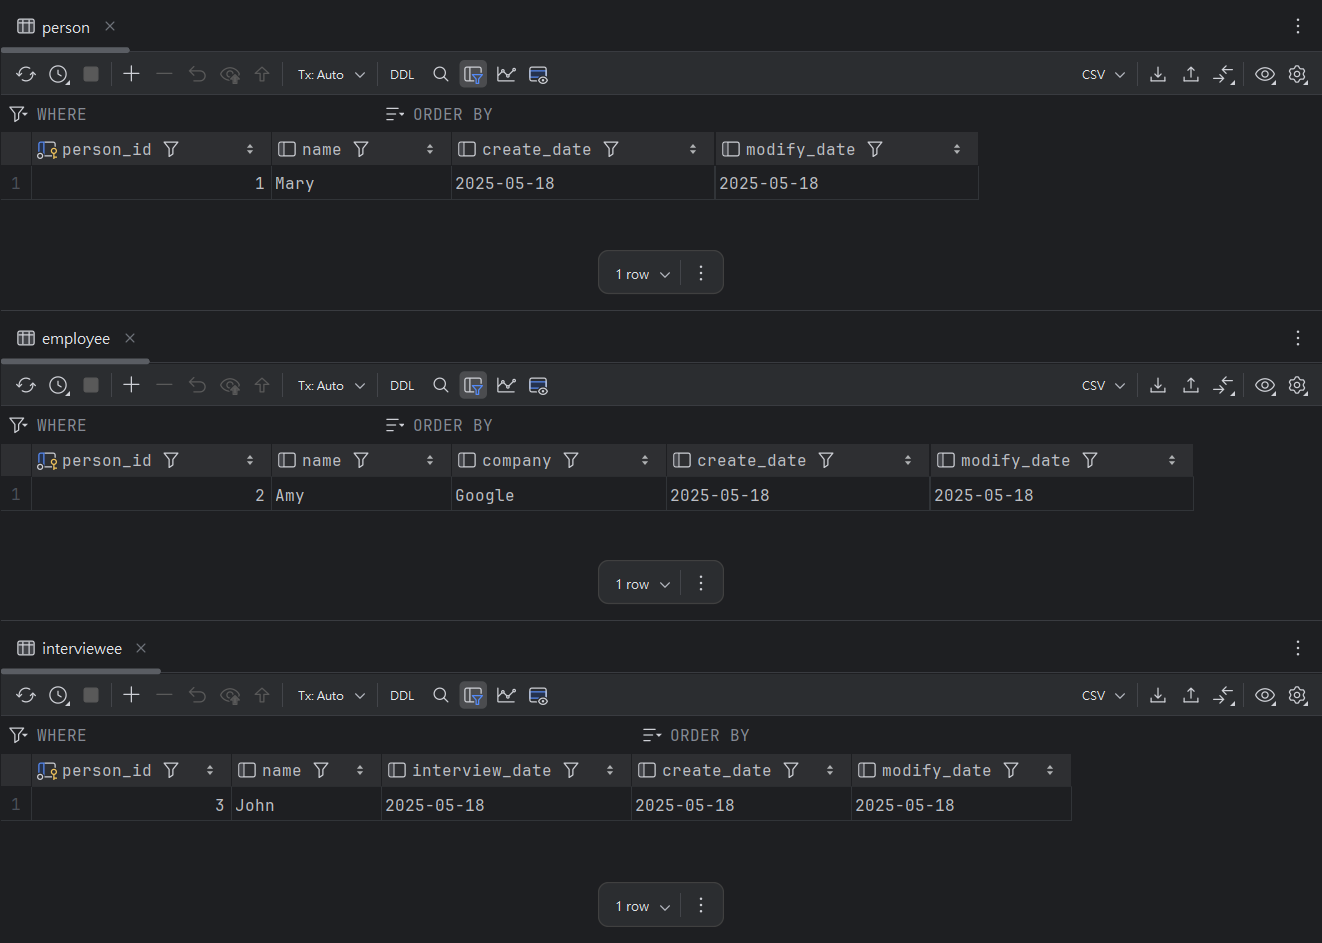 person
Tx: Auto DDL CSV
WHERE ORDER BY
person_id name create_date modify_date
1 1 Mary 2025-05-18 2025-05-18
1 row
employee
Tx: Auto DDL CSV
WHERE ORDER BY
person_id name company create_date modify_date
1 2 Amy Google 2025-05-18 2025-05-18
1 row
interviewee
Tx: Auto DDL CSV
WHERE ORDER BY
person_id name interview_date create_date modify_date
1 3 John 2025-05-18 2025-05-18 2025-05-18
1 row